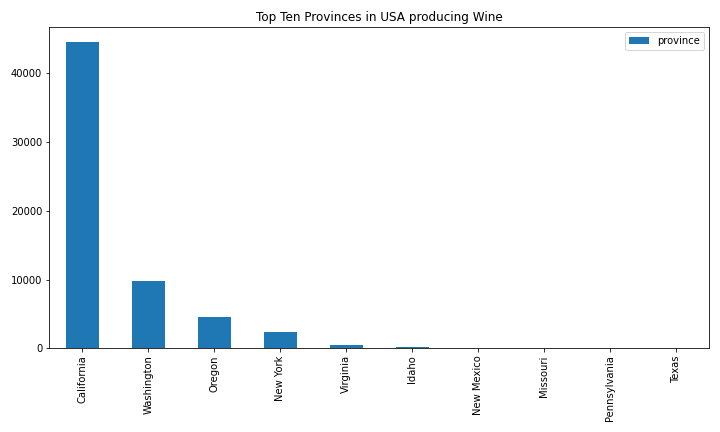 Top Ten Provinces in USA producing Wine
province
40000
30000
20000
10000
0
California
Washington
Oregon
New York
Virginia
Idaho
New Mexico
Missouri
Pennsylvania
Texas